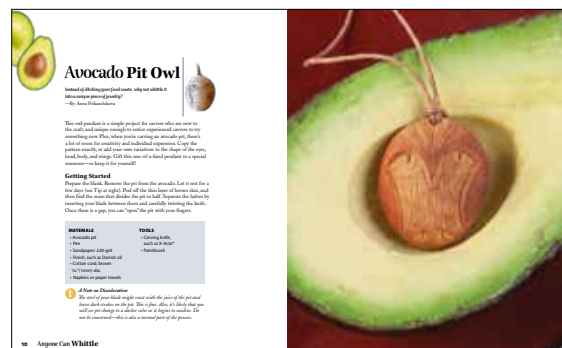 Avocado Pit Owl
Instead of ditching your food waste, why not whittle it
into a unique piece of jewelry?
—By Anna Prikazchikova
This owl pendant is a simple project for carvers who are new to
the craft, and unique enough to entice experienced carvers to try
something new. Plus, when you're carving an avocado pit, there's
a lot of room for creativity and individual expression. Copy the
pattern exactly, or add your own variations to the shape of the eyes,
head, body, and wings. Gift this one-of-a-kind pendant to a special
someone—or keep it for yourself!
Getting Started
Prepare the blank. Remove the pit from the avocado. Let it rest for a
few days (see Tip at right). Peel off the thin layer of brown skin, and
then find the seam that divides the pit in half. Separate the halves by
inserting your blade between them and carefully twisting the knife.
Once there is a gap, you can "open" the pit with your fingers.
MATERIALS
• Avocado pit
• Pen
• Sandpaper: 220-grit
• Finish, such as Danish oil
• Cotton cord, brown:
(1mm)-dia.
• Napkins or paper towels
TOOLS
• Carving knife,
such as X-Acto®
• Paintbrush
A Note on Discoloration
The steel of your blade might react with the juice of the pit and
leave dark strokes on the pit. This is fine. Also, it's likely that you
will see pit change to a darker color as it begins to oxidize. Do
not be concerned—this is also a normal part of the process.
10 Anyone Can Whittle